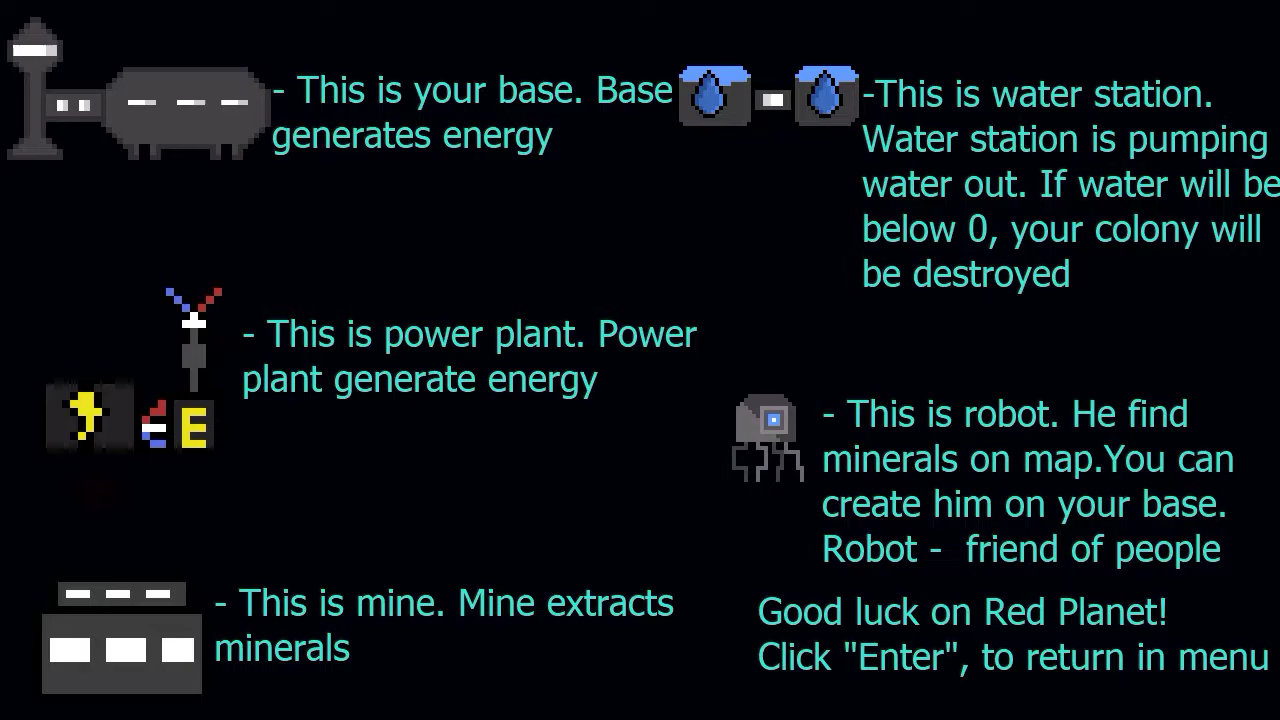 - This is your base. Base
generates energy
-This is water station.
Water station is pumping
water out. If water will be
below 0, your colony will
be destroyed
- This is power plant. Power
plant generate energy
E
- This is robot. He find
minerals on map.You can
create him on your base.
Robot -  friend of people
- This is mine. Mine extracts
minerals
Good luck on Red Planet!
Click "Enter", to return in menu